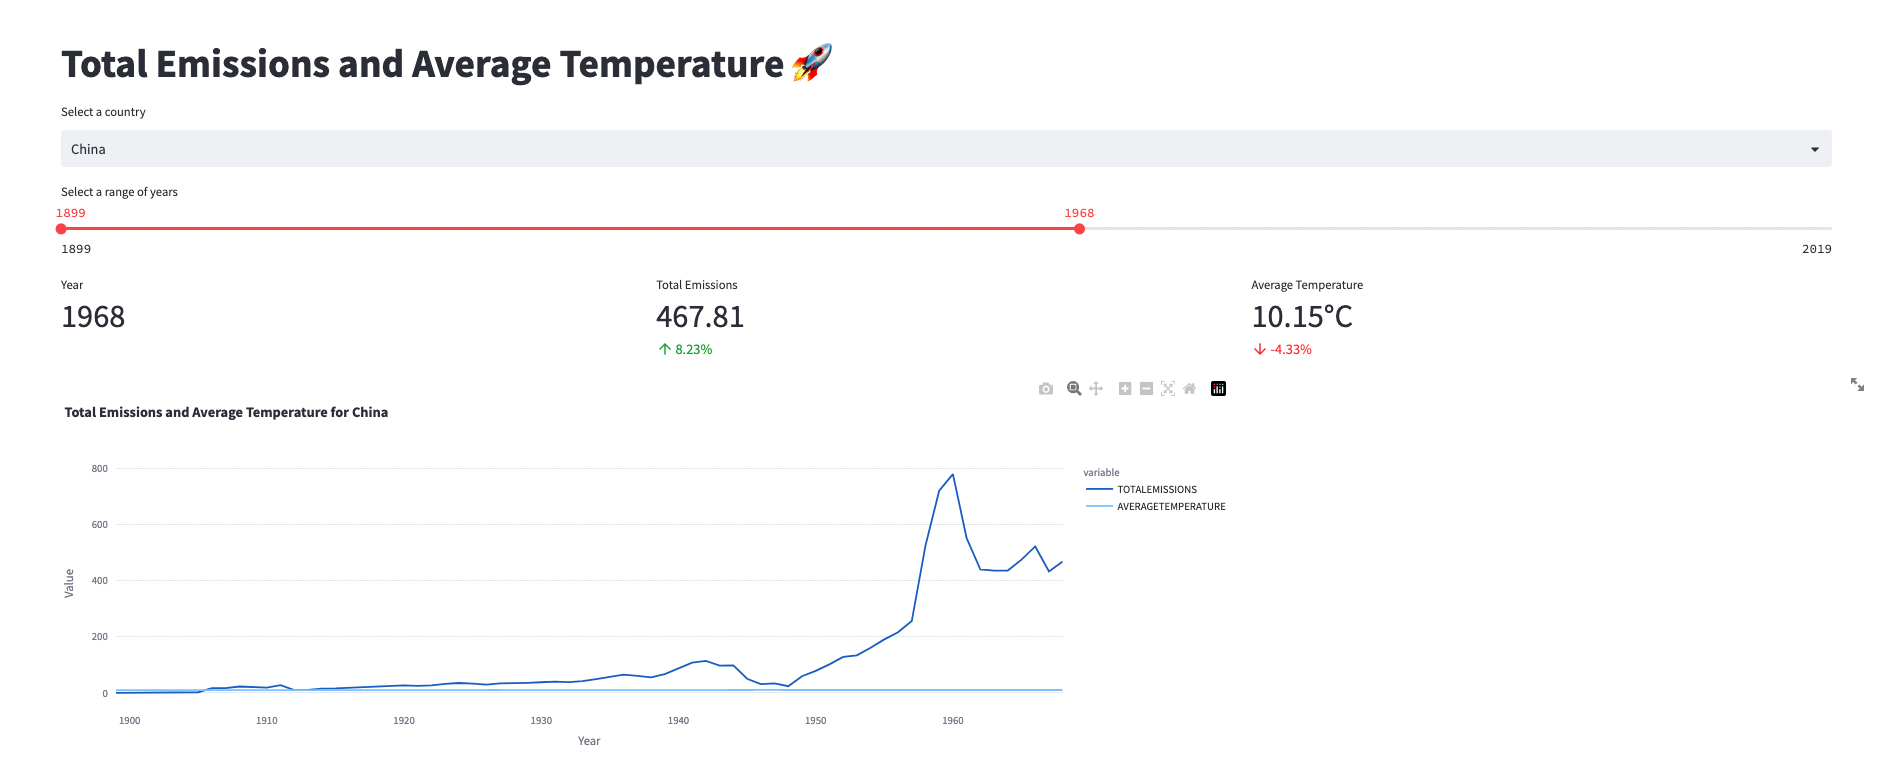 Total Emissions and Average Temperature 🚀
Select a country
China
Select a range of years
1899 1968
1899 2019
Year Total Emissions Average Temperature
1968 467.81 10.15°C
↑ 8.23% ↓ -4.33%
Total Emissions and Average Temperature for China
800
600
400
200
0
Value
1900 1910 1920 1930 1940 1950 1960
Year
variable
TOTALEMISSIONS
AVERAGETEMPERATURE